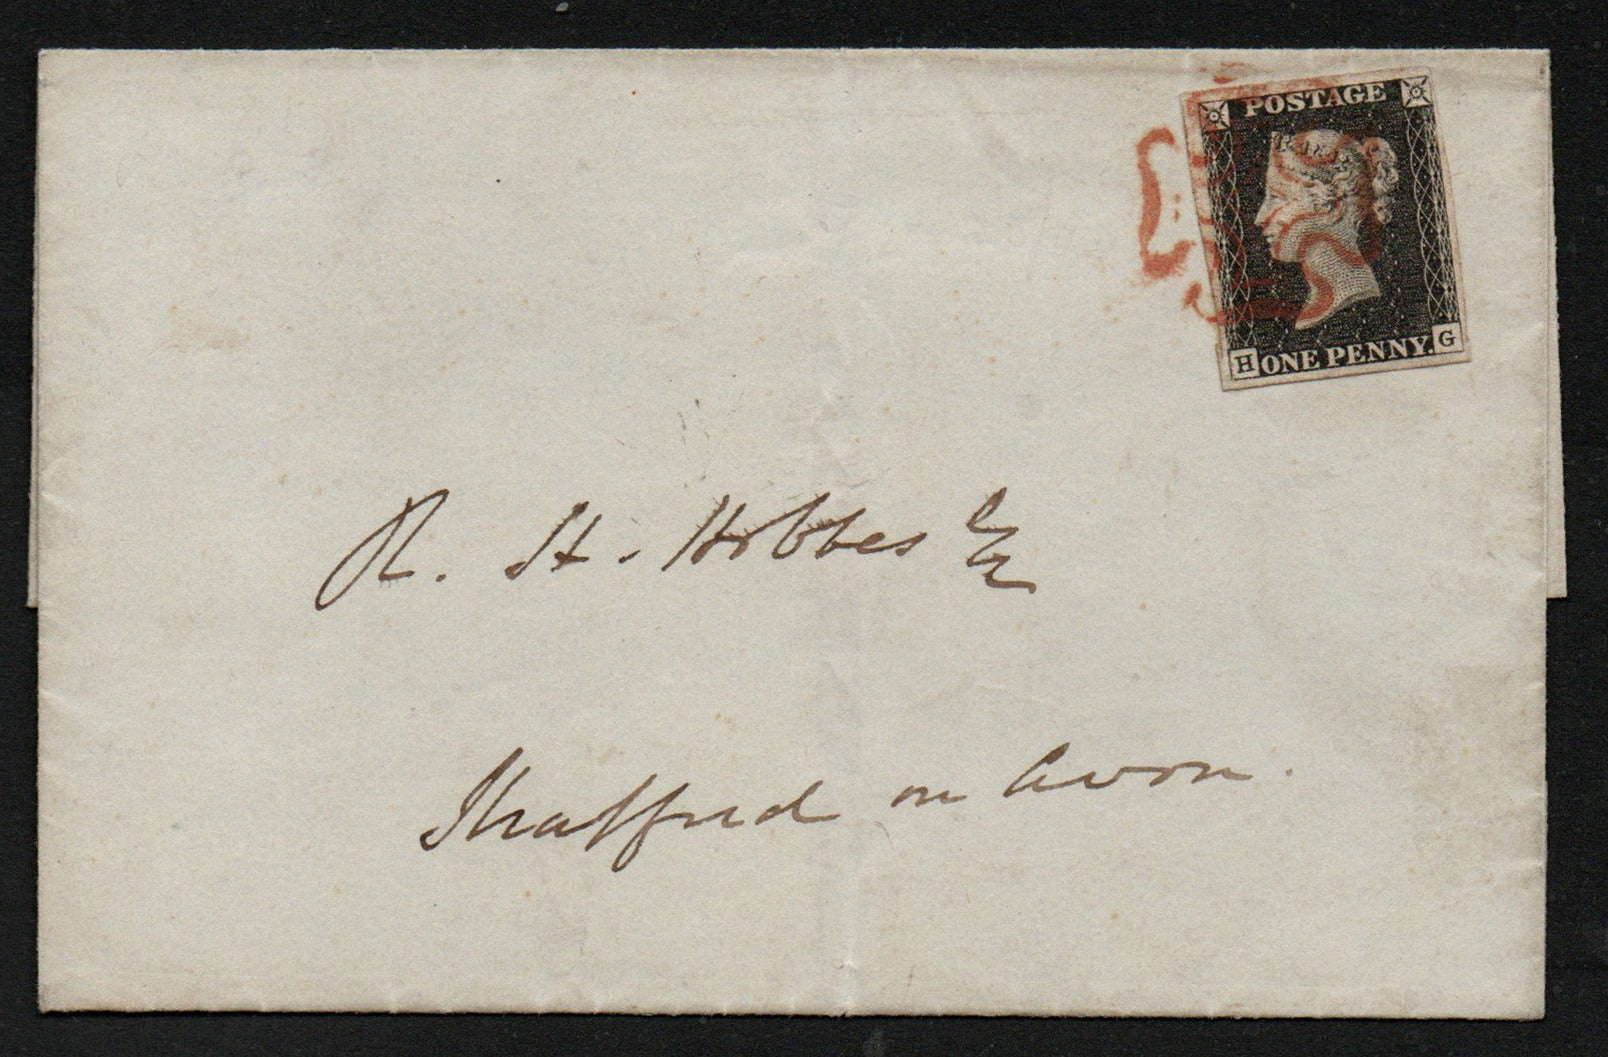 POSTAGE
H ONE PENNY. G
R. H. Hobbes Esq
Stratford on Avon.